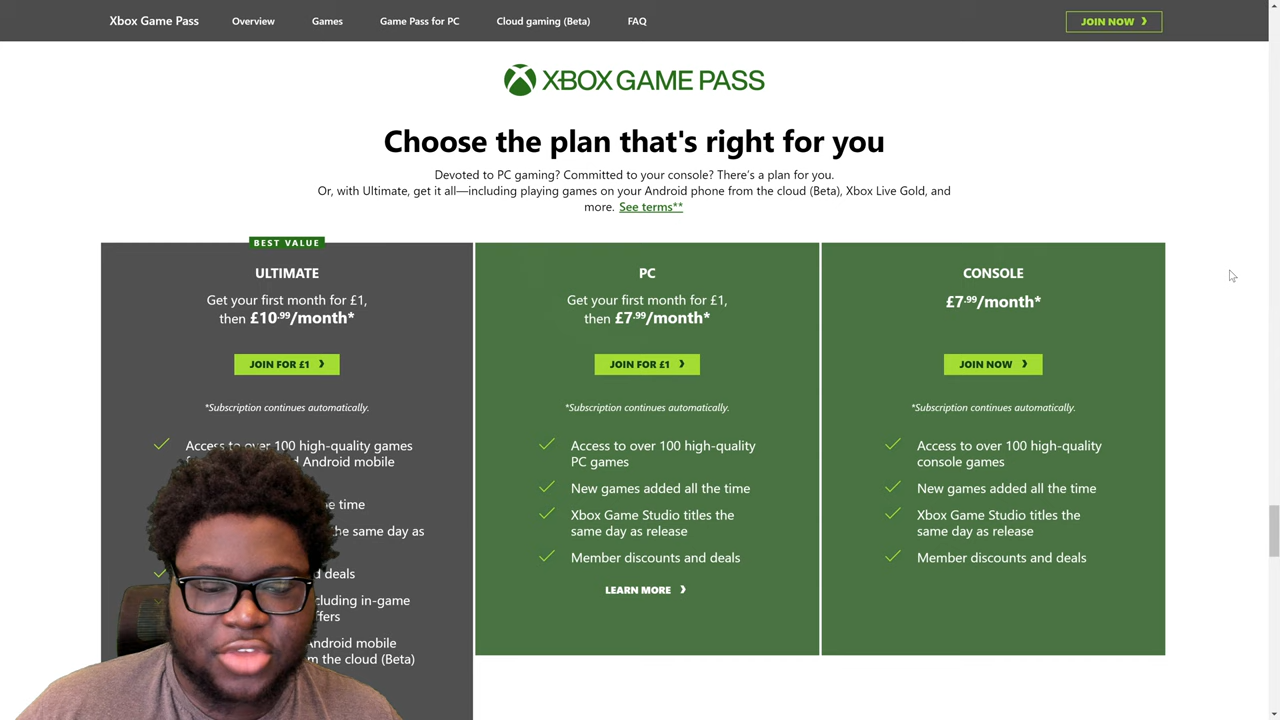 Xbox Game Pass
Overview
Games
Game Pass for PC
Cloud gaming (Beta)
FAQ
JOIN NOW
XBOX GAME PASS
Choose the plan that's right for you
Devoted to PC gaming? Committed to your console? There's a plan for you.
Or, with Ultimate, get it all—including playing games on your Android phone from the cloud (Beta), Xbox Live Gold, and
more. See terms**
BEST VALUE
ULTIMATE
Get your first month for £1,
then £10.99/month*
JOIN FOR £1
*Subscription continues automatically.
Access to over 100 high-quality games
Android mobile
time
the same day as
deals
in-game
Android mobile
the cloud (Beta)
PC
Get your first month for £1,
then £7.99/month*
JOIN FOR £1
*Subscription continues automatically.
Access to over 100 high-quality
PC games
New games added all the time
Xbox Game Studio titles the
same day as release
Member discounts and deals
LEARN MORE
CONSOLE
£7.99/month*
JOIN NOW
*Subscription continues automatically.
Access to over 100 high-quality
console games
New games added all the time
Xbox Game Studio titles the
same day as release
Member discounts and deals